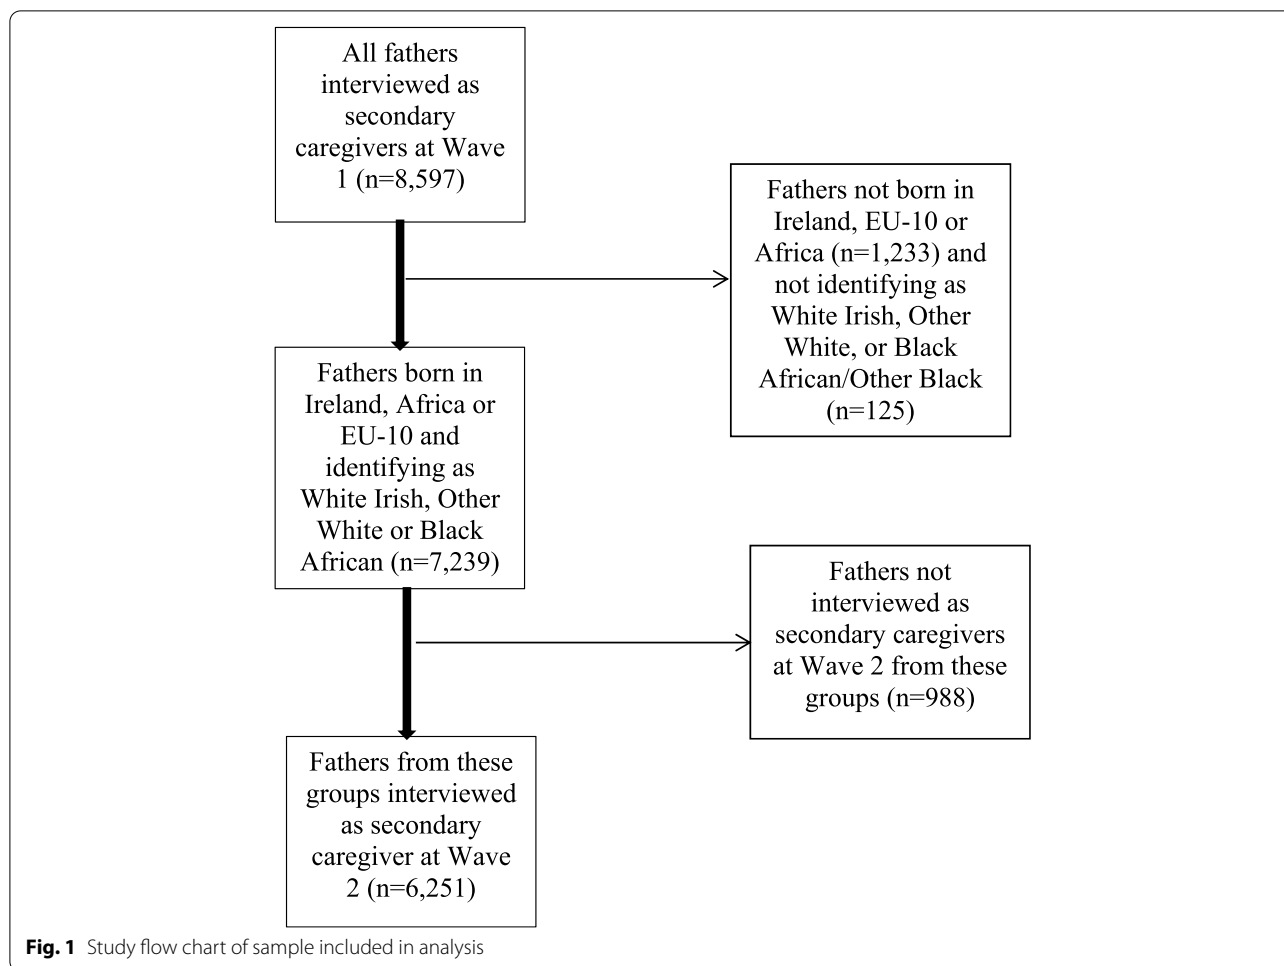 All fathers
interviewed as
secondary
caregivers at Wave
1 (n=8,597)
Fathers not born in
Ireland, EU-10 or
Africa (n=1,233) and
not identifying as
White Irish, Other
White, or Black
African/Other Black
(n=125)
Fathers born in
Ireland, Africa or
EU-10 and
identifying as
White Irish, Other
White or Black
African (n=7,239)
Fathers not
interviewed as
secondary caregivers
at Wave 2 from these
groups (n=988)
Fathers from these
groups interviewed
as secondary
caregiver at Wave
2 (n=6,251)
Fig. 1 Study flow chart of sample included in analysis